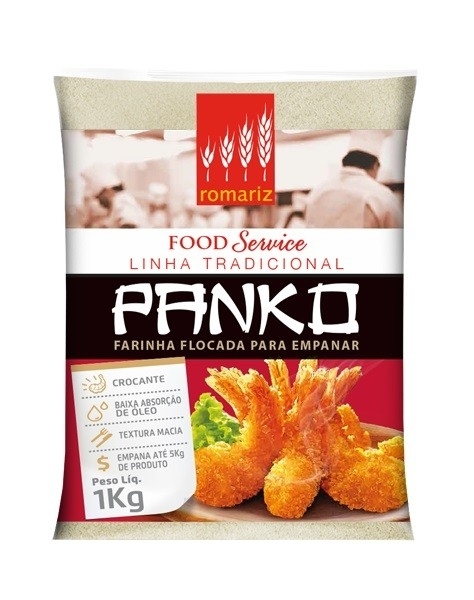 romariz
FOOD Service
LINHA TRADICIONAL
PANKO
FARINHA FLOCADA PARA EMPANAR
CROCANTE
BAIXA ABSORÇÃO
DE ÓLEO
TEXTURA MACIA
EMPANA ATÉ 5Kg
DE PRODUTO
Peso Líq.
1Kg